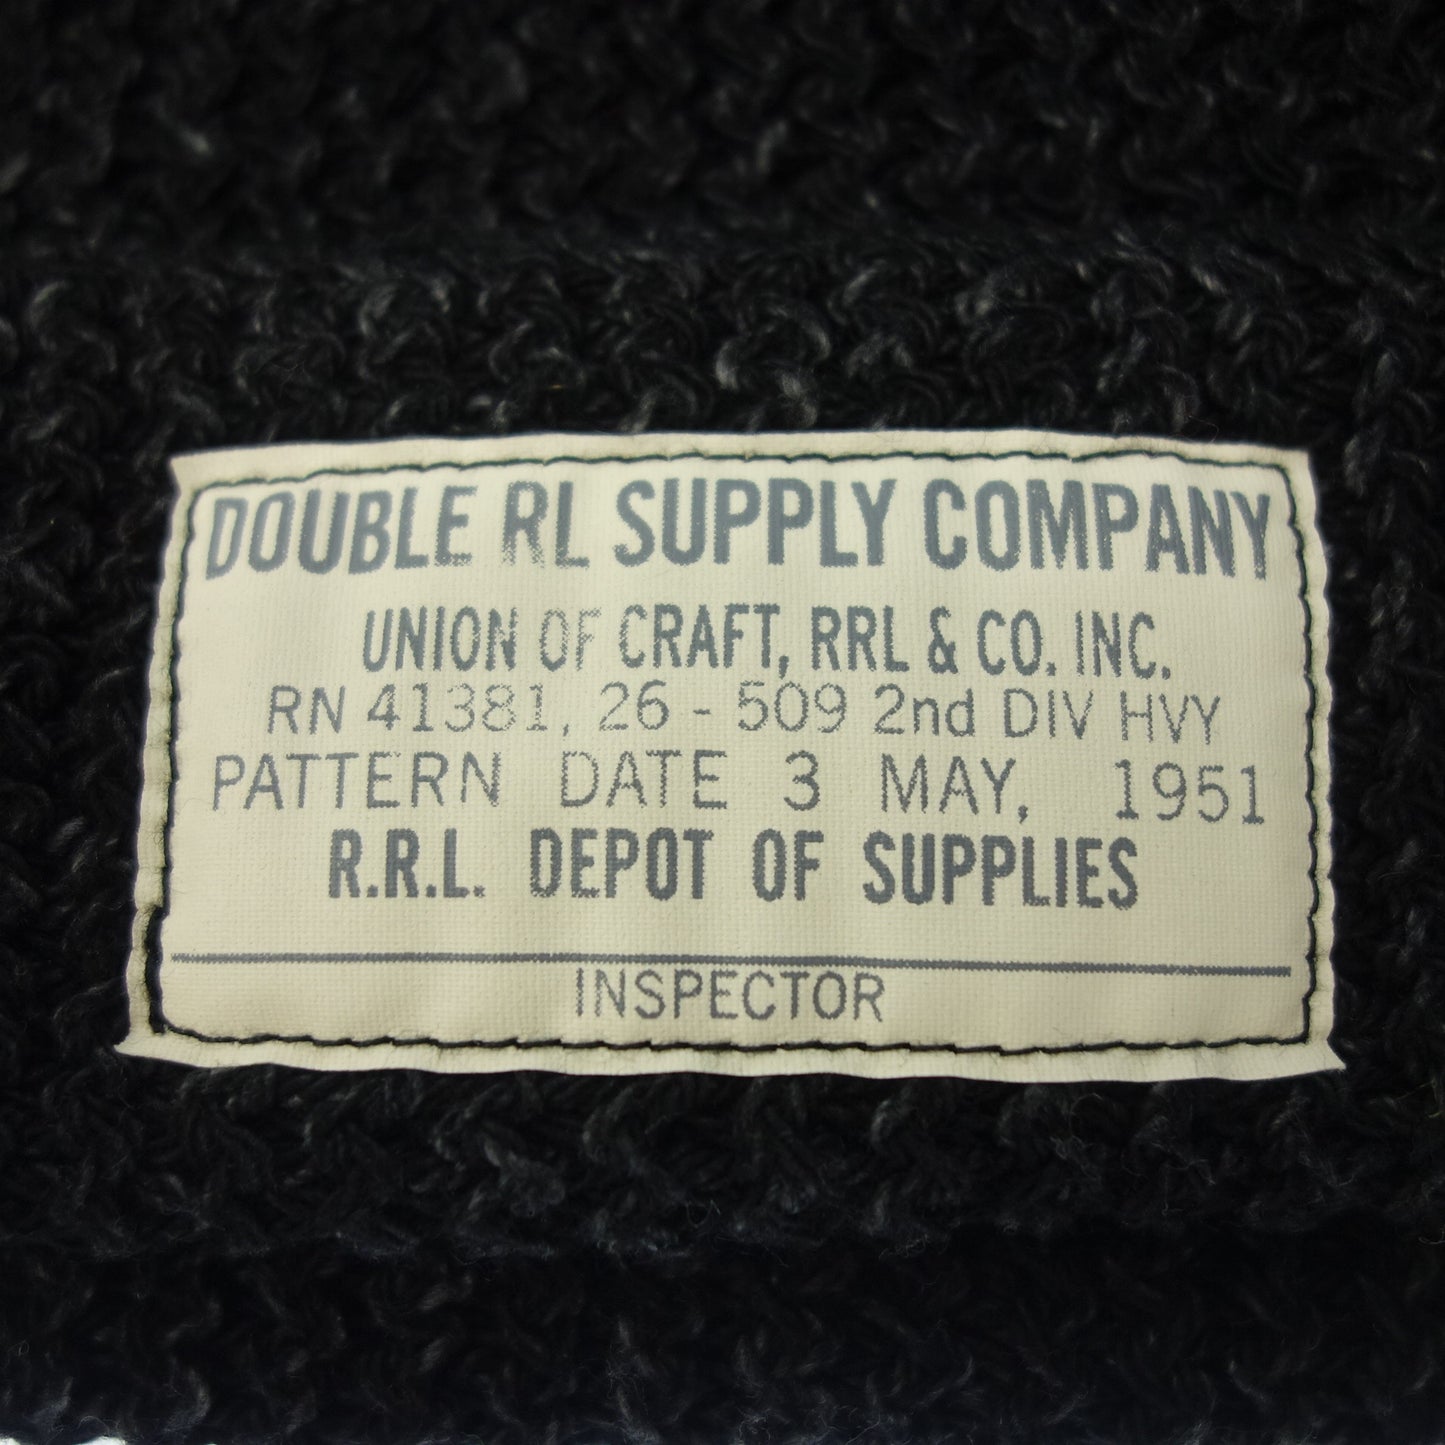 DOUBLE RL SUPPLY COMPANY
UNION OF CRAFT, RRL & CO. INC.
RN 41381, 26 - 509 2nd DIV HVY
PATTERN DATE 3 MAY, 1951
R.R.L. DEPOT OF SUPPLIES
INSPECTOR